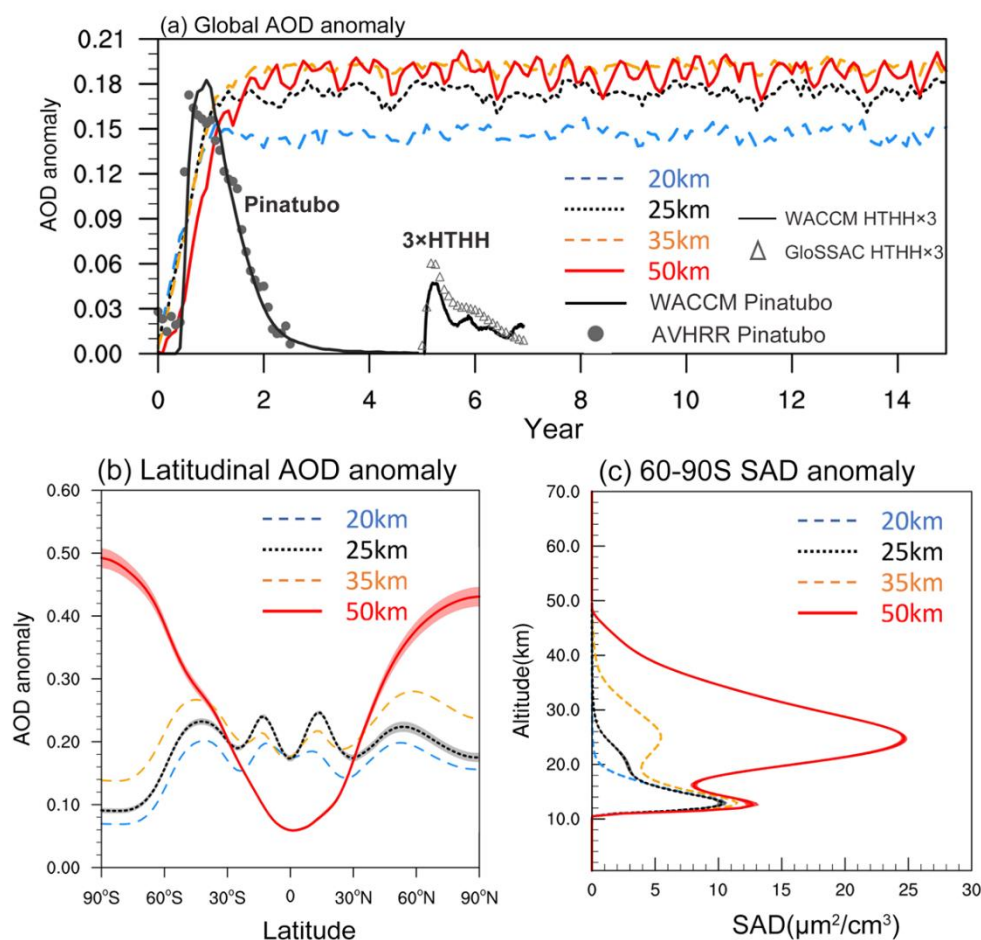 (a) Global AOD anomaly
0.21
0.18
0.15
0.12
0.09
0.06
0.03
0.00
AOD anomaly
Pinatubo
3×HTHH
20km
25km
35km
50km
WACCM Pinatubo
AVHRR Pinatubo
WACCM HTHH×3
GloSSAC HTHH×3
0 2 4 6 8 10 12 14
Year
(b) Latitudinal AOD anomaly
0.60
0.50
0.40
0.30
0.20
0.10
0.00
AOD anomaly
20km
25km
35km
50km
90°S 60°S 30°S 0 30°N 60°N 90°N
Latitude
(c) 60-90S SAD anomaly
70.0
60.0
50.0
40.0
30.0
20.0
10.0
Altitude(km)
20km
25km
35km
50km
0 5 10 15 20 25 30
SAD(µm²/cm³)